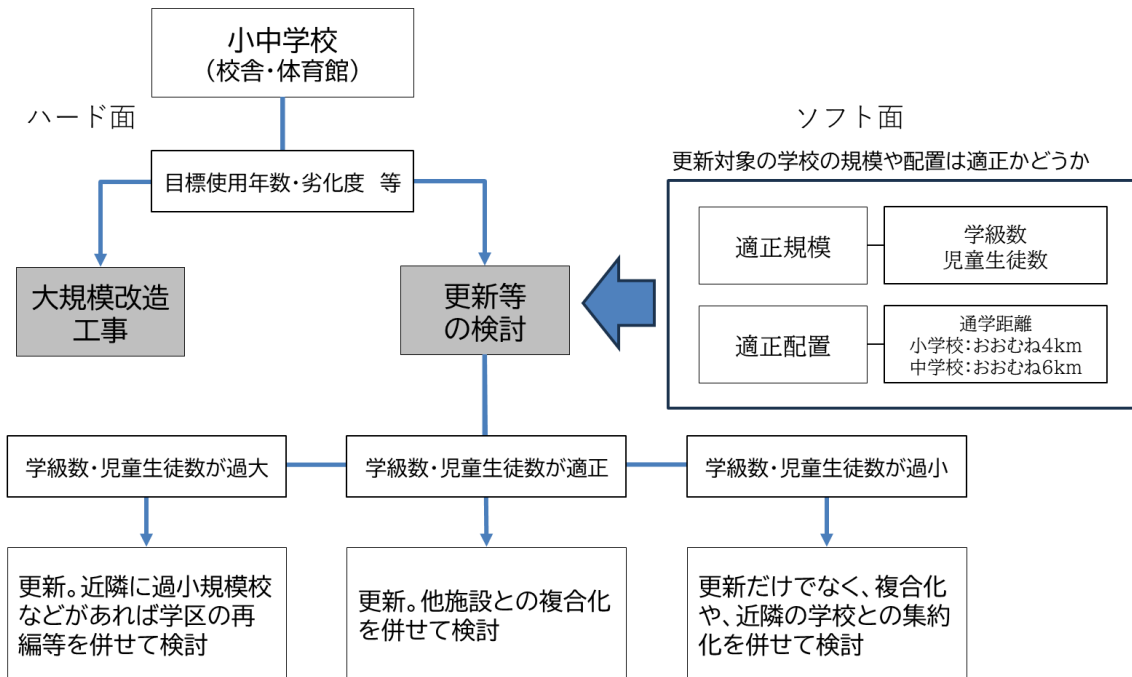 小中学校
（校舎・体育館）
ハード面
ソフト面
目標使用年数・劣化度　等
更新対象の学校の規模や配置は適正かどうか
適正規模
学級数
児童生徒数
大規模改造
工事
更新等
の検討
適正配置
通学距離
小学校：おおむね4km
中学校：おおむね6km
学級数・児童生徒数が過大
学級数・児童生徒数が適正
学級数・児童生徒数が過小
更新。近隣に過小規模校
などがあれば学区の再
編等を併せて検討
更新。他施設との複合化
を併せて検討
更新だけでなく、複合化
や、近隣の学校との集約
化を併せて検討